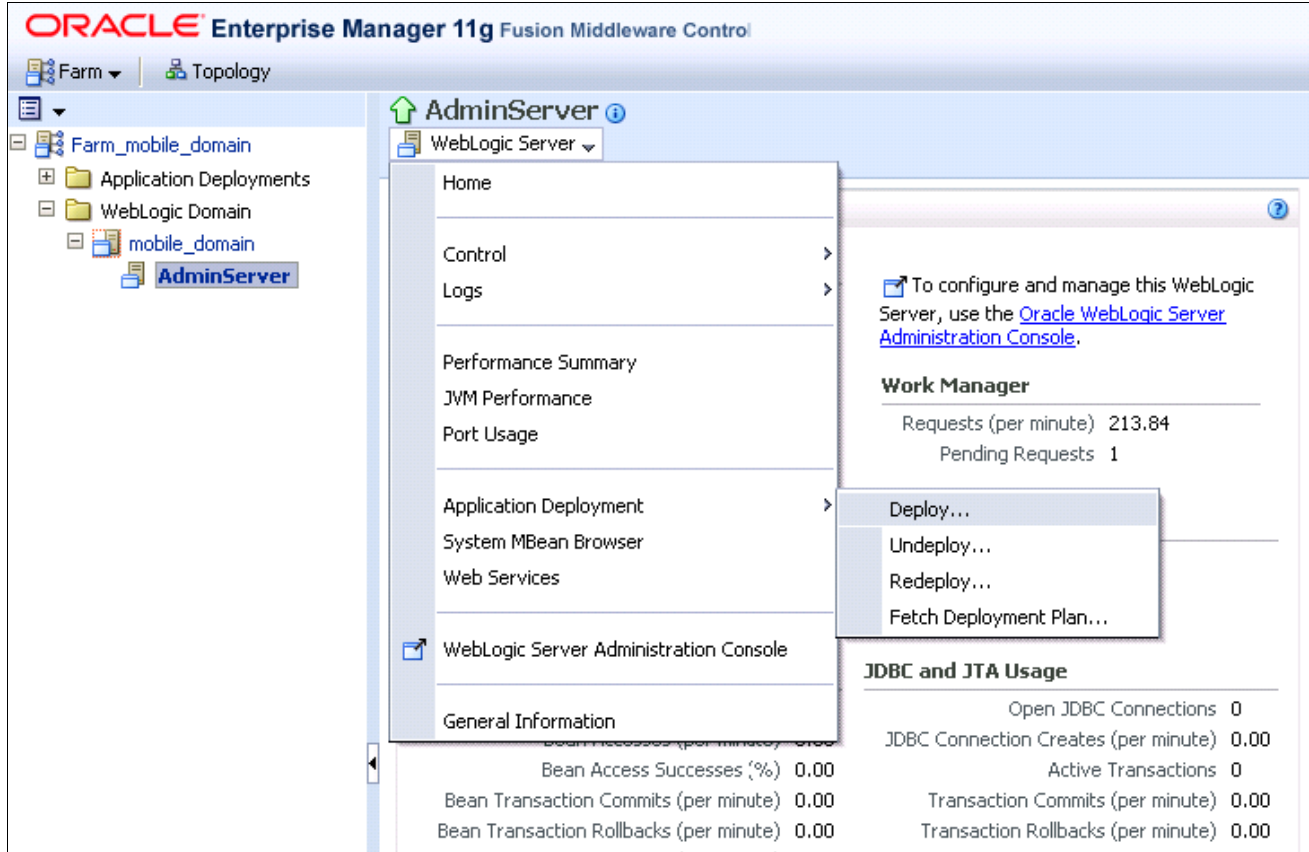 ORACLE Enterprise Manager 11g Fusion Middleware Control
Farm Topology
AdminServer
WebLogic Server
Farm_mobile_domain
Application Deployments
WebLogic Domain
mobile_domain
AdminServer
Home
Control
Logs
Performance Summary
JVM Performance
Port Usage
Application Deployment
System MBean Browser
Web Services
WebLogic Server Administration Console
General Information
Deploy...
Undeploy...
Redeploy...
Fetch Deployment Plan...
To configure and manage this WebLogic
Server, use the Oracle WebLogic Server
Administration Console.
Work Manager
Requests (per minute) 213.84
Pending Requests 1
JDBC and JTA Usage
Open JDBC Connections 0
JDBC Connection Creates (per minute) 0.00
Active Transactions 0
Transaction Commits (per minute) 0.00
Transaction Rollbacks (per minute) 0.00
Bean Accesses (per minute) 0.00
Bean Access Successes (%) 0.00
Bean Transaction Commits (per minute) 0.00
Bean Transaction Rollbacks (per minute) 0.00